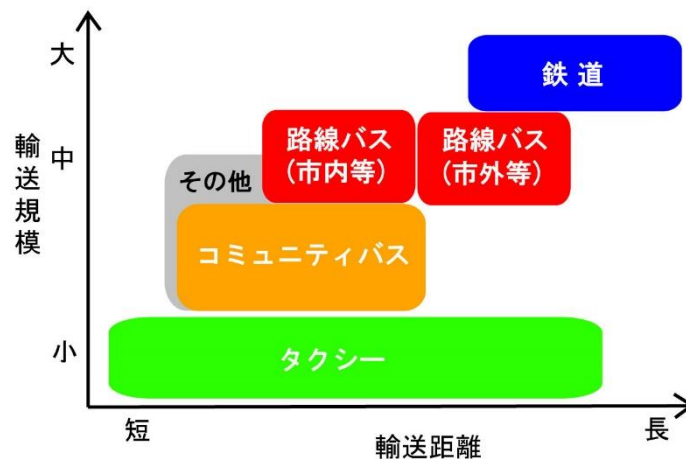 大
鉄道
路線バス
(市内等)
路線バス
(市外等)
輸送規模
中
その他
コミュニティバス
小
タクシー
短
長
輸送距離